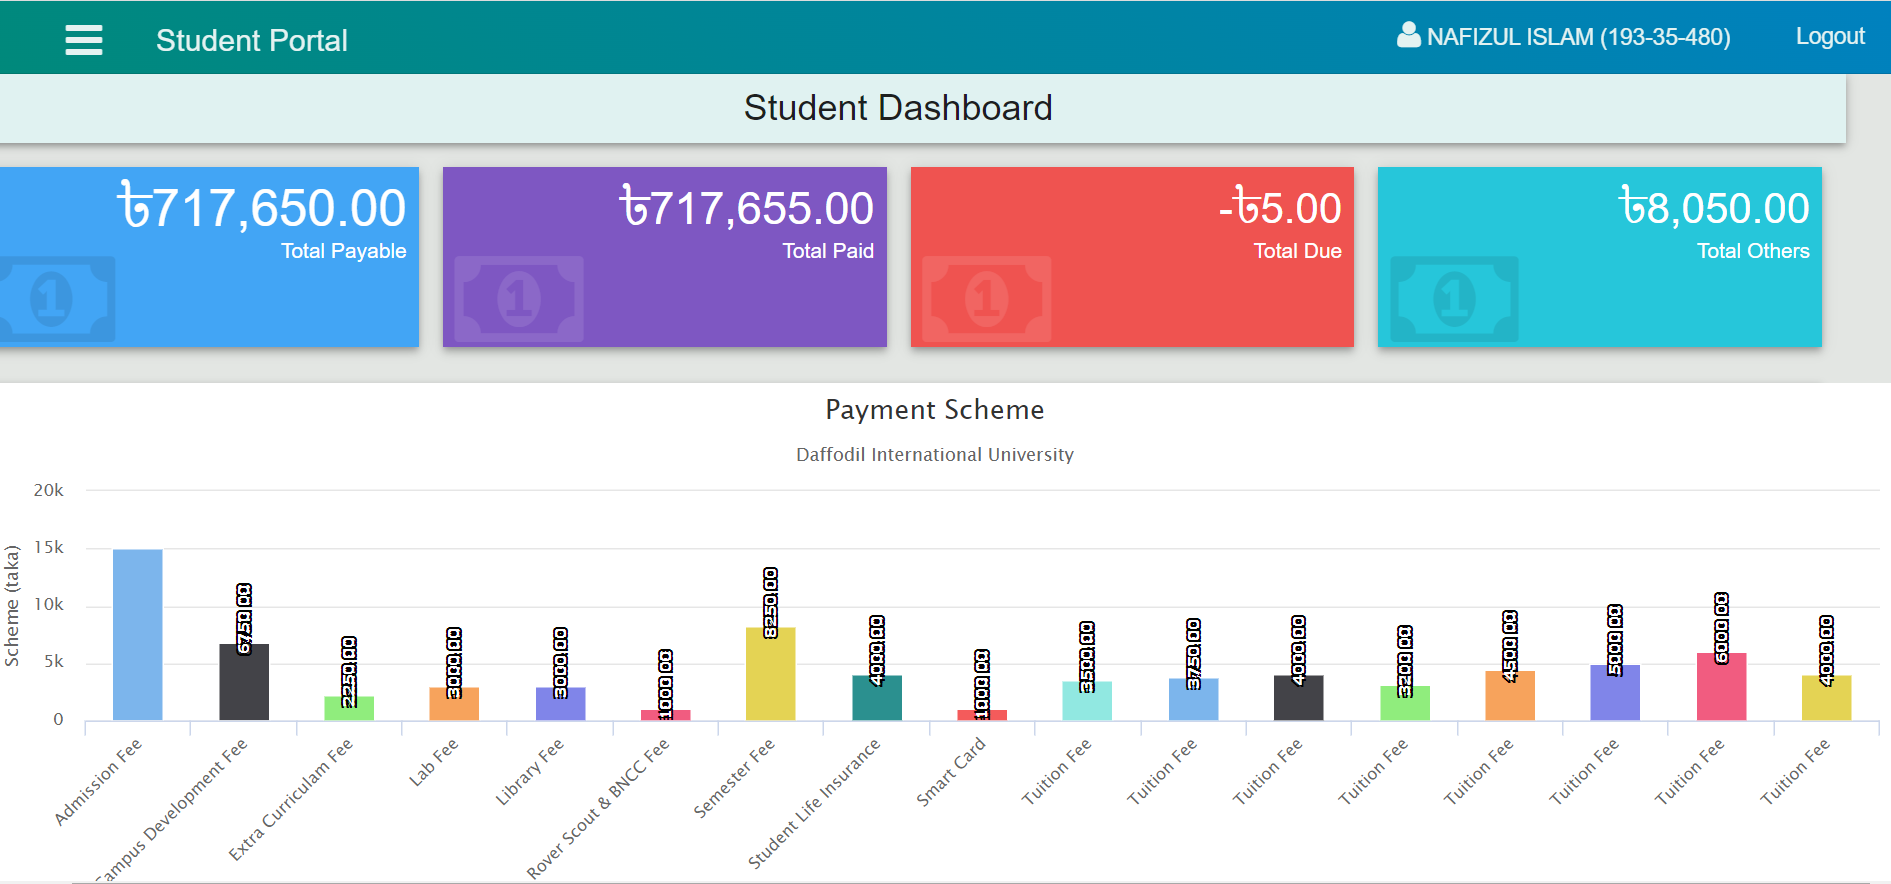 Student Portal
NAFIZUL ISLAM (193-35-480)
Logout
Student Dashboard
৳717,650.00
Total Payable
৳717,655.00
Total Paid
-৳5.00
Total Due
৳8,050.00
Total Others
Payment Scheme
Daffodil International University
Scheme (taka)
20k
15k
10k
5k
0
6750.00
2250.00
3000.00
3000.00
1000.00
8250.00
4000.00
1000.00
3500.00
3750.00
4000.00
3200.00
4500.00
5000.00
6000.00
4000.00
Admission Fee
Campus Development Fee
Extra Curriculam Fee
Lab Fee
Library Fee
Rover Scout & BNCC Fee
Semester Fee
Student Life Insurance
Smart Card
Tuition Fee
Tuition Fee
Tuition Fee
Tuition Fee
Tuition Fee
Tuition Fee
Tuition Fee
Tuition Fee